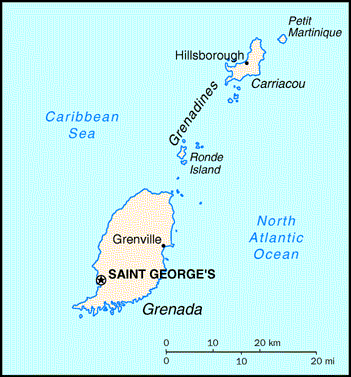 Petit
Martinique
Hillsborough
Carriacou
Grenadines
Caribbean
Sea
Ronde
Island
North
Atlantic
Ocean
Grenville
SAINT GEORGE'S
Grenada
0 10 20 km
0 10 20 mi